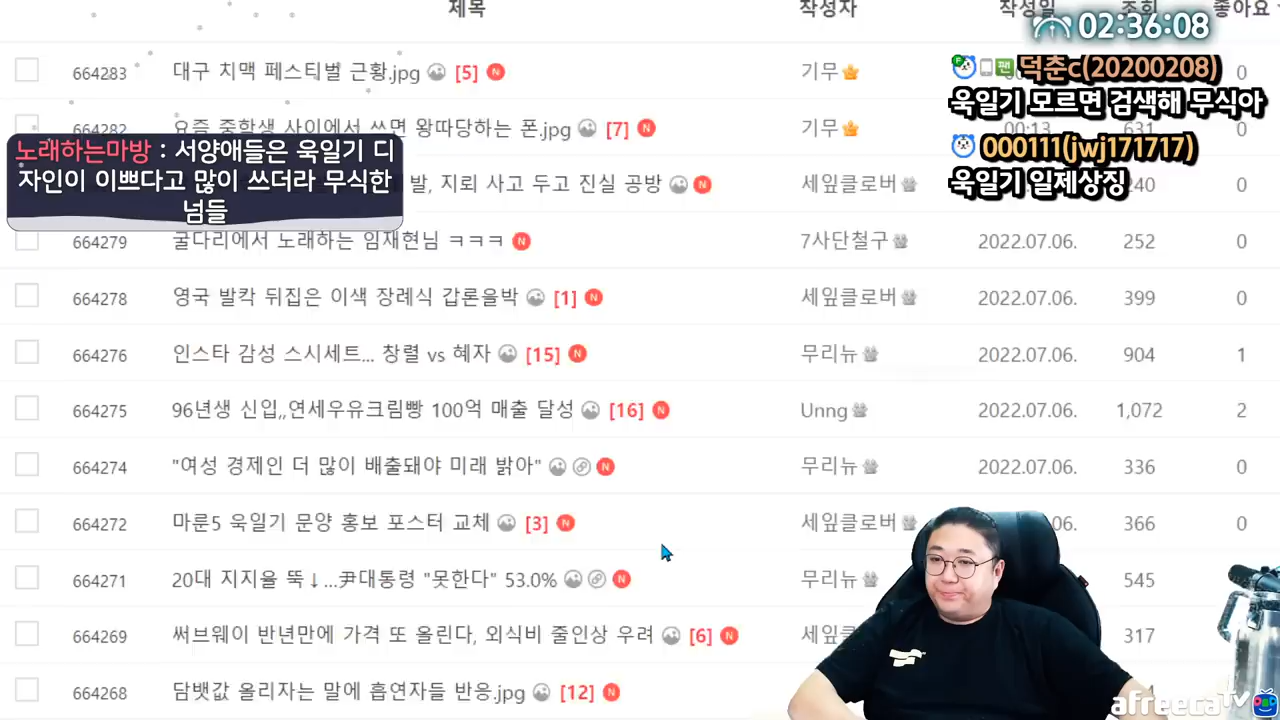 제목 작성자 작성일 조회 좋아요
02:36:08
664283 대구 치맥 페스티벌 근황.jpg [5] N 기무 0
덕춘c(20200208)
욱일기 모르면 검색해 무식아
664282 요즘 중학생 사이에서 쓰면 왕따당하는 폰.jpg [7] N 기무 00:13 631
000111(jwj171717)
욱일기 일제상징
노래하는마방 : 서양애들은 욱일기 디
자인이 이쁘다고 많이 쓰더라 무식한
넘들
발, 지뢰 사고 두고 진실 공방 N 세잎클로버 240 0
664279 굴다리에서 노래하는 임재현님 ㅋㅋㅋ N 7사단철구 2022.07.06. 252 0
664278 영국 발칵 뒤집은 이색 장례식 갑론을박 [1] N 세잎클로버 2022.07.06. 399 0
664276 인스타 감성 스시세트... 창렬 vs 혜자 [15] N 무리뉴 2022.07.06. 904 1
664275 96년생 신입,,연세우유크림빵 100억 매출 달성 [16] N Unng 2022.07.06. 1,072 2
664274 "여성 경제인 더 많이 배출돼야 미래 밝아" N 무리뉴 2022.07.06. 336 0
664272 마룬5 욱일기 문양 홍보 포스터 교체 [3] N 세잎클로버 06. 366 0
664271 20대 지지율 뚝↓...尹대통령 "못한다" 53.0% N 무리뉴 545
664269 써브웨이 반년만에 가격 또 올린다, 외식비 줄인상 우려 [6] N 세잎 317
664268 담뱃값 올리자는 말에 흡연자들 반응.jpg [12] N
afreecaTV